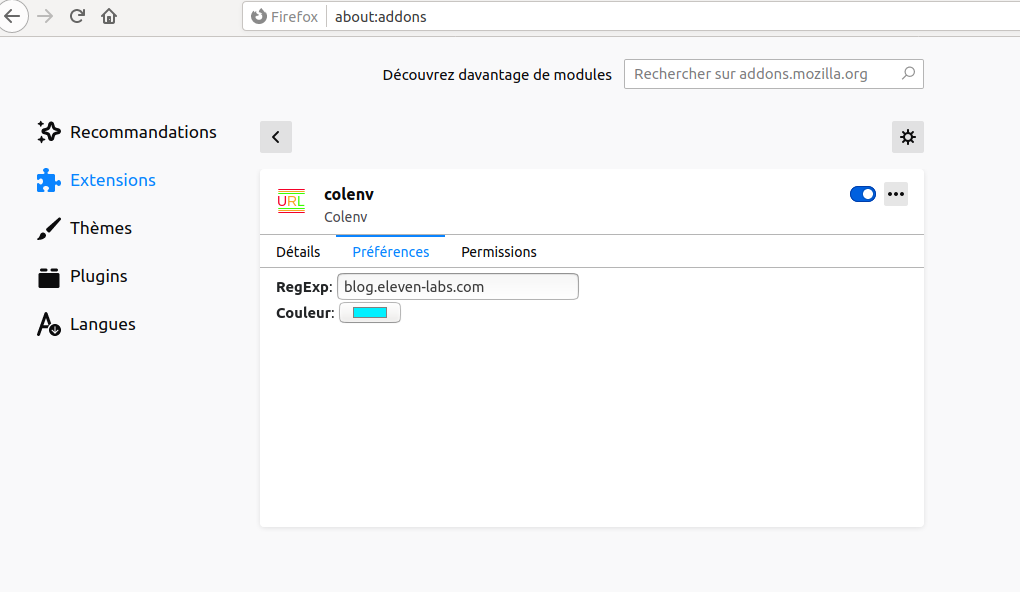 Firefox about:addons
Découvrez davantage de modules Rechercher sur addons.mozilla.org
Recommandations
Extensions
Thèmes
Plugins
Langues
URL
colenv
Colenv
Détails Préférences Permissions
RegExp: blog.eleven-labs.com
Couleur: